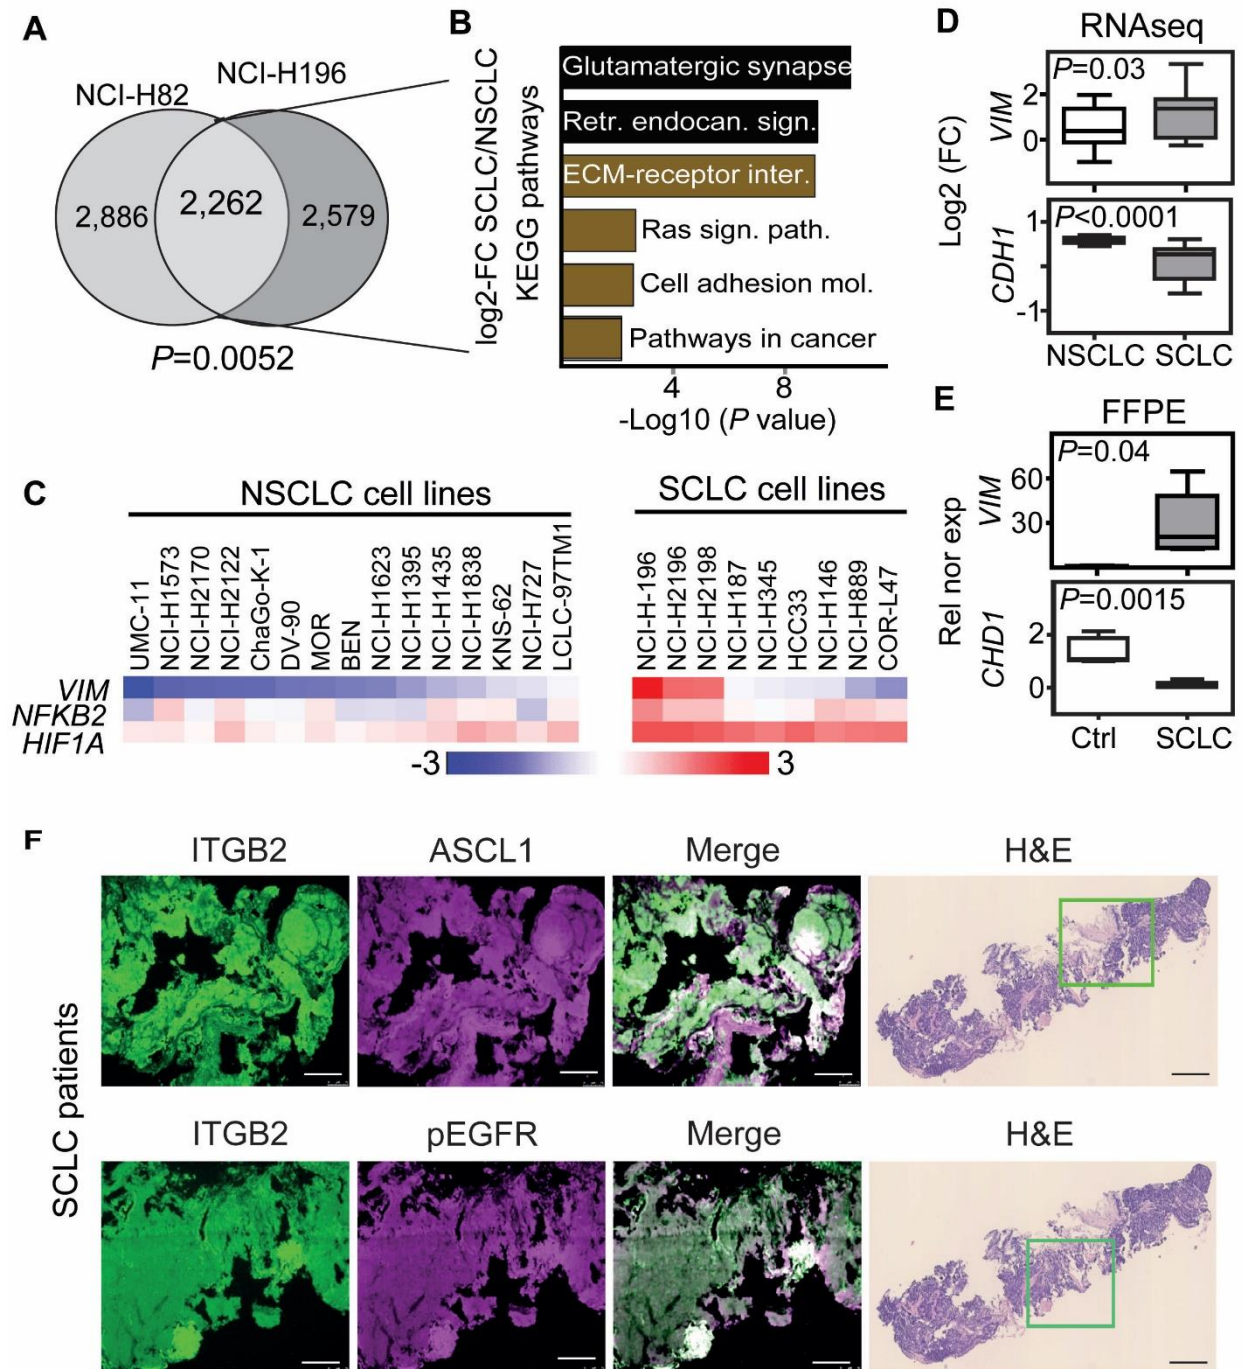 A
NCI-H82
NCI-H196
2,886
2,262
2,579
P=0.0052
B
log2-FC SCLC/NSCLC
KEGG pathways
Glutamatergic synapse
Retr. endocan. sign.
ECM-receptor inter.
Ras sign. path.
Cell adhesion mol.
Pathways in cancer
4 8
-Log10 (P value)
C
NSCLC cell lines
UMC-11
NCI-H1573
NCI-H2170
NCI-H2122
ChaGo-K-1
DV-90
MOR
BEN
NCI-H1623
NCI-H1395
NCI-H1435
NCI-H1838
KNS-62
NCI-H727
LCLC-97TM1
SCLC cell lines
NCI-H-196
NCI-H2196
NCI-H2198
NCI-H187
NCI-H345
HCC33
NCI-H146
NCI-H889
COR-L47
VIM
NFKB2
HIF1A
-3
3
D
RNAseq
Log2 (FC)
VIM
P=0.03
2
0
CDH1
P<0.0001
1
-1
NSCLC SCLC
E
FFPE
Rel nor exp
VIM
P=0.04
60
30
CHD1
P=0.0015
2
0
Ctrl SCLC
F
SCLC patients
ITGB2 ASCL1 Merge H&E
ITGB2 pEGFR Merge H&E